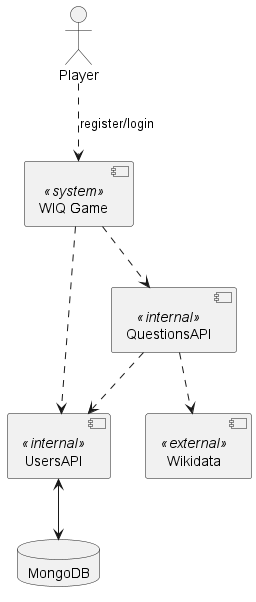 Player
register/login
«system»
WIQ Game
«internal»
QuestionsAPI
«internal»
UsersAPI
«external»
Wikidata
MongoDB